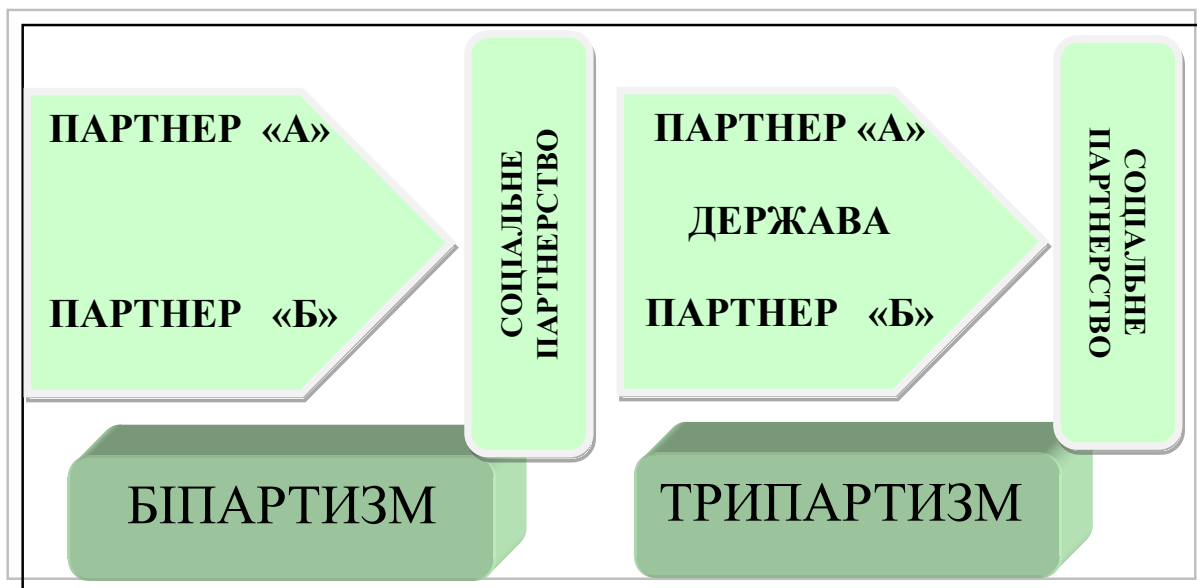 ПАРТНЕР «А»
ПАРТНЕР «Б»
СОЦІАЛЬНЕ
ПАРТНЕРСТВО
БІПАРТИЗМ
ПАРТНЕР «А»
ДЕРЖАВА
ПАРТНЕР «Б»
СОЦІАЛЬНЕ
ПАРТНЕРСТВО
ТРИПАРТИЗМ